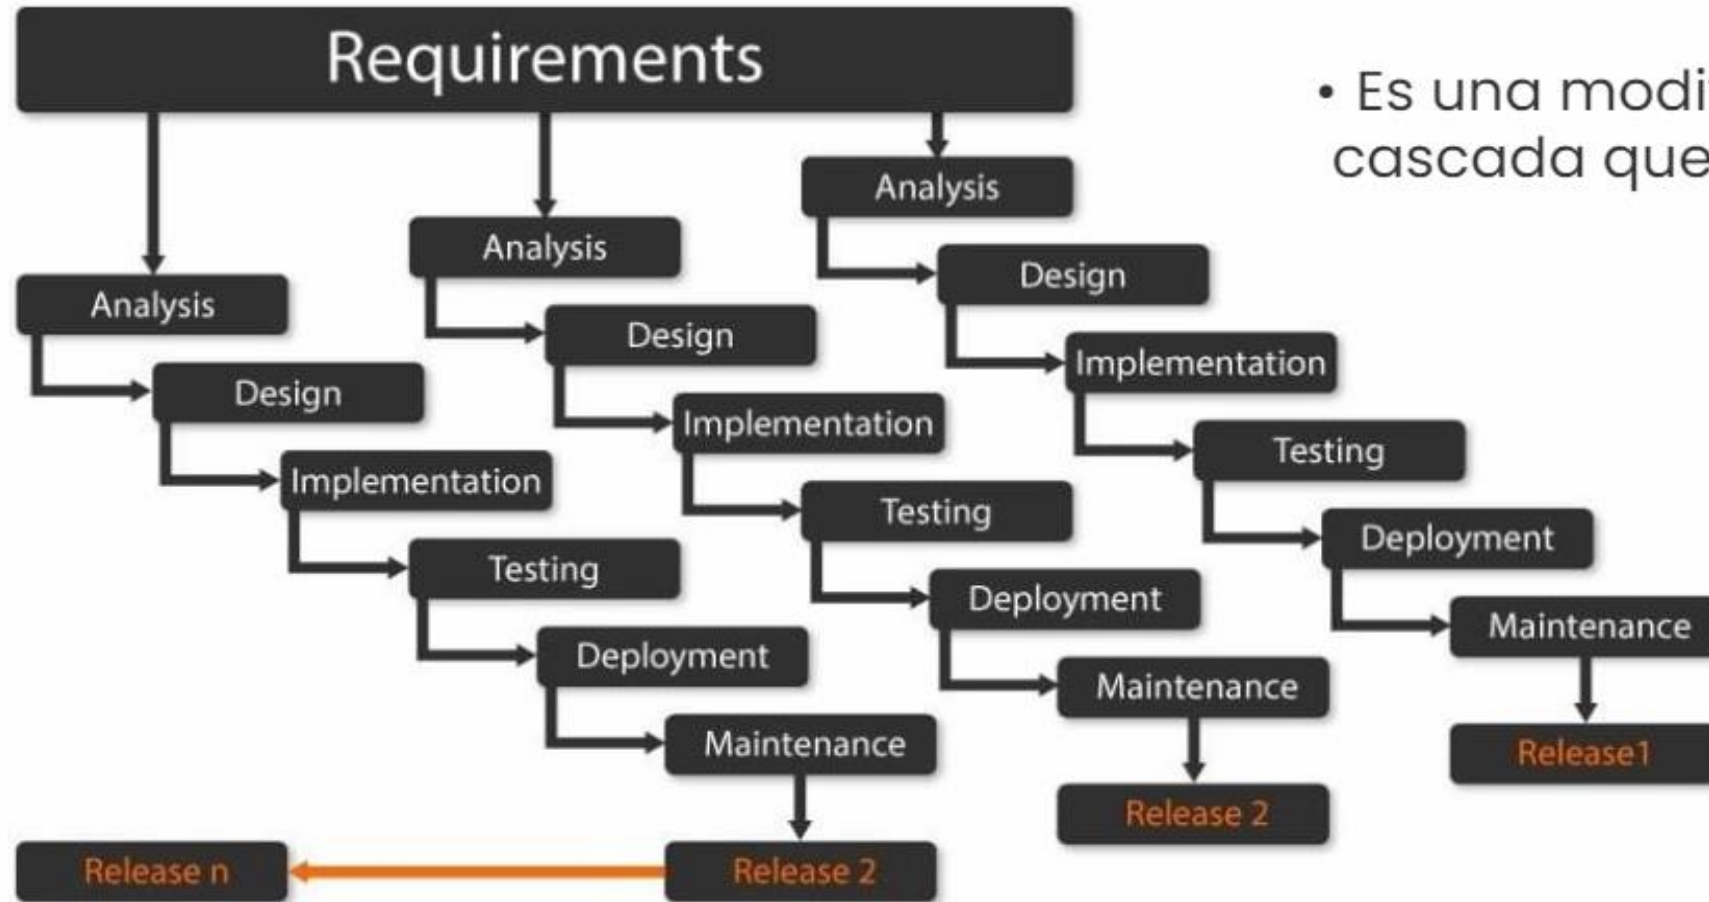 Requirements
• Es una
cascada que
Analysis
Analysis
Analysis
Design
Design
Design
Implementation
Implementation
Implementation
Testing
Testing
Testing
Deployment
Deployment
Deployment
Maintenance
Maintenance
Maintenance
Release1
Release 2
Release n
Release 2